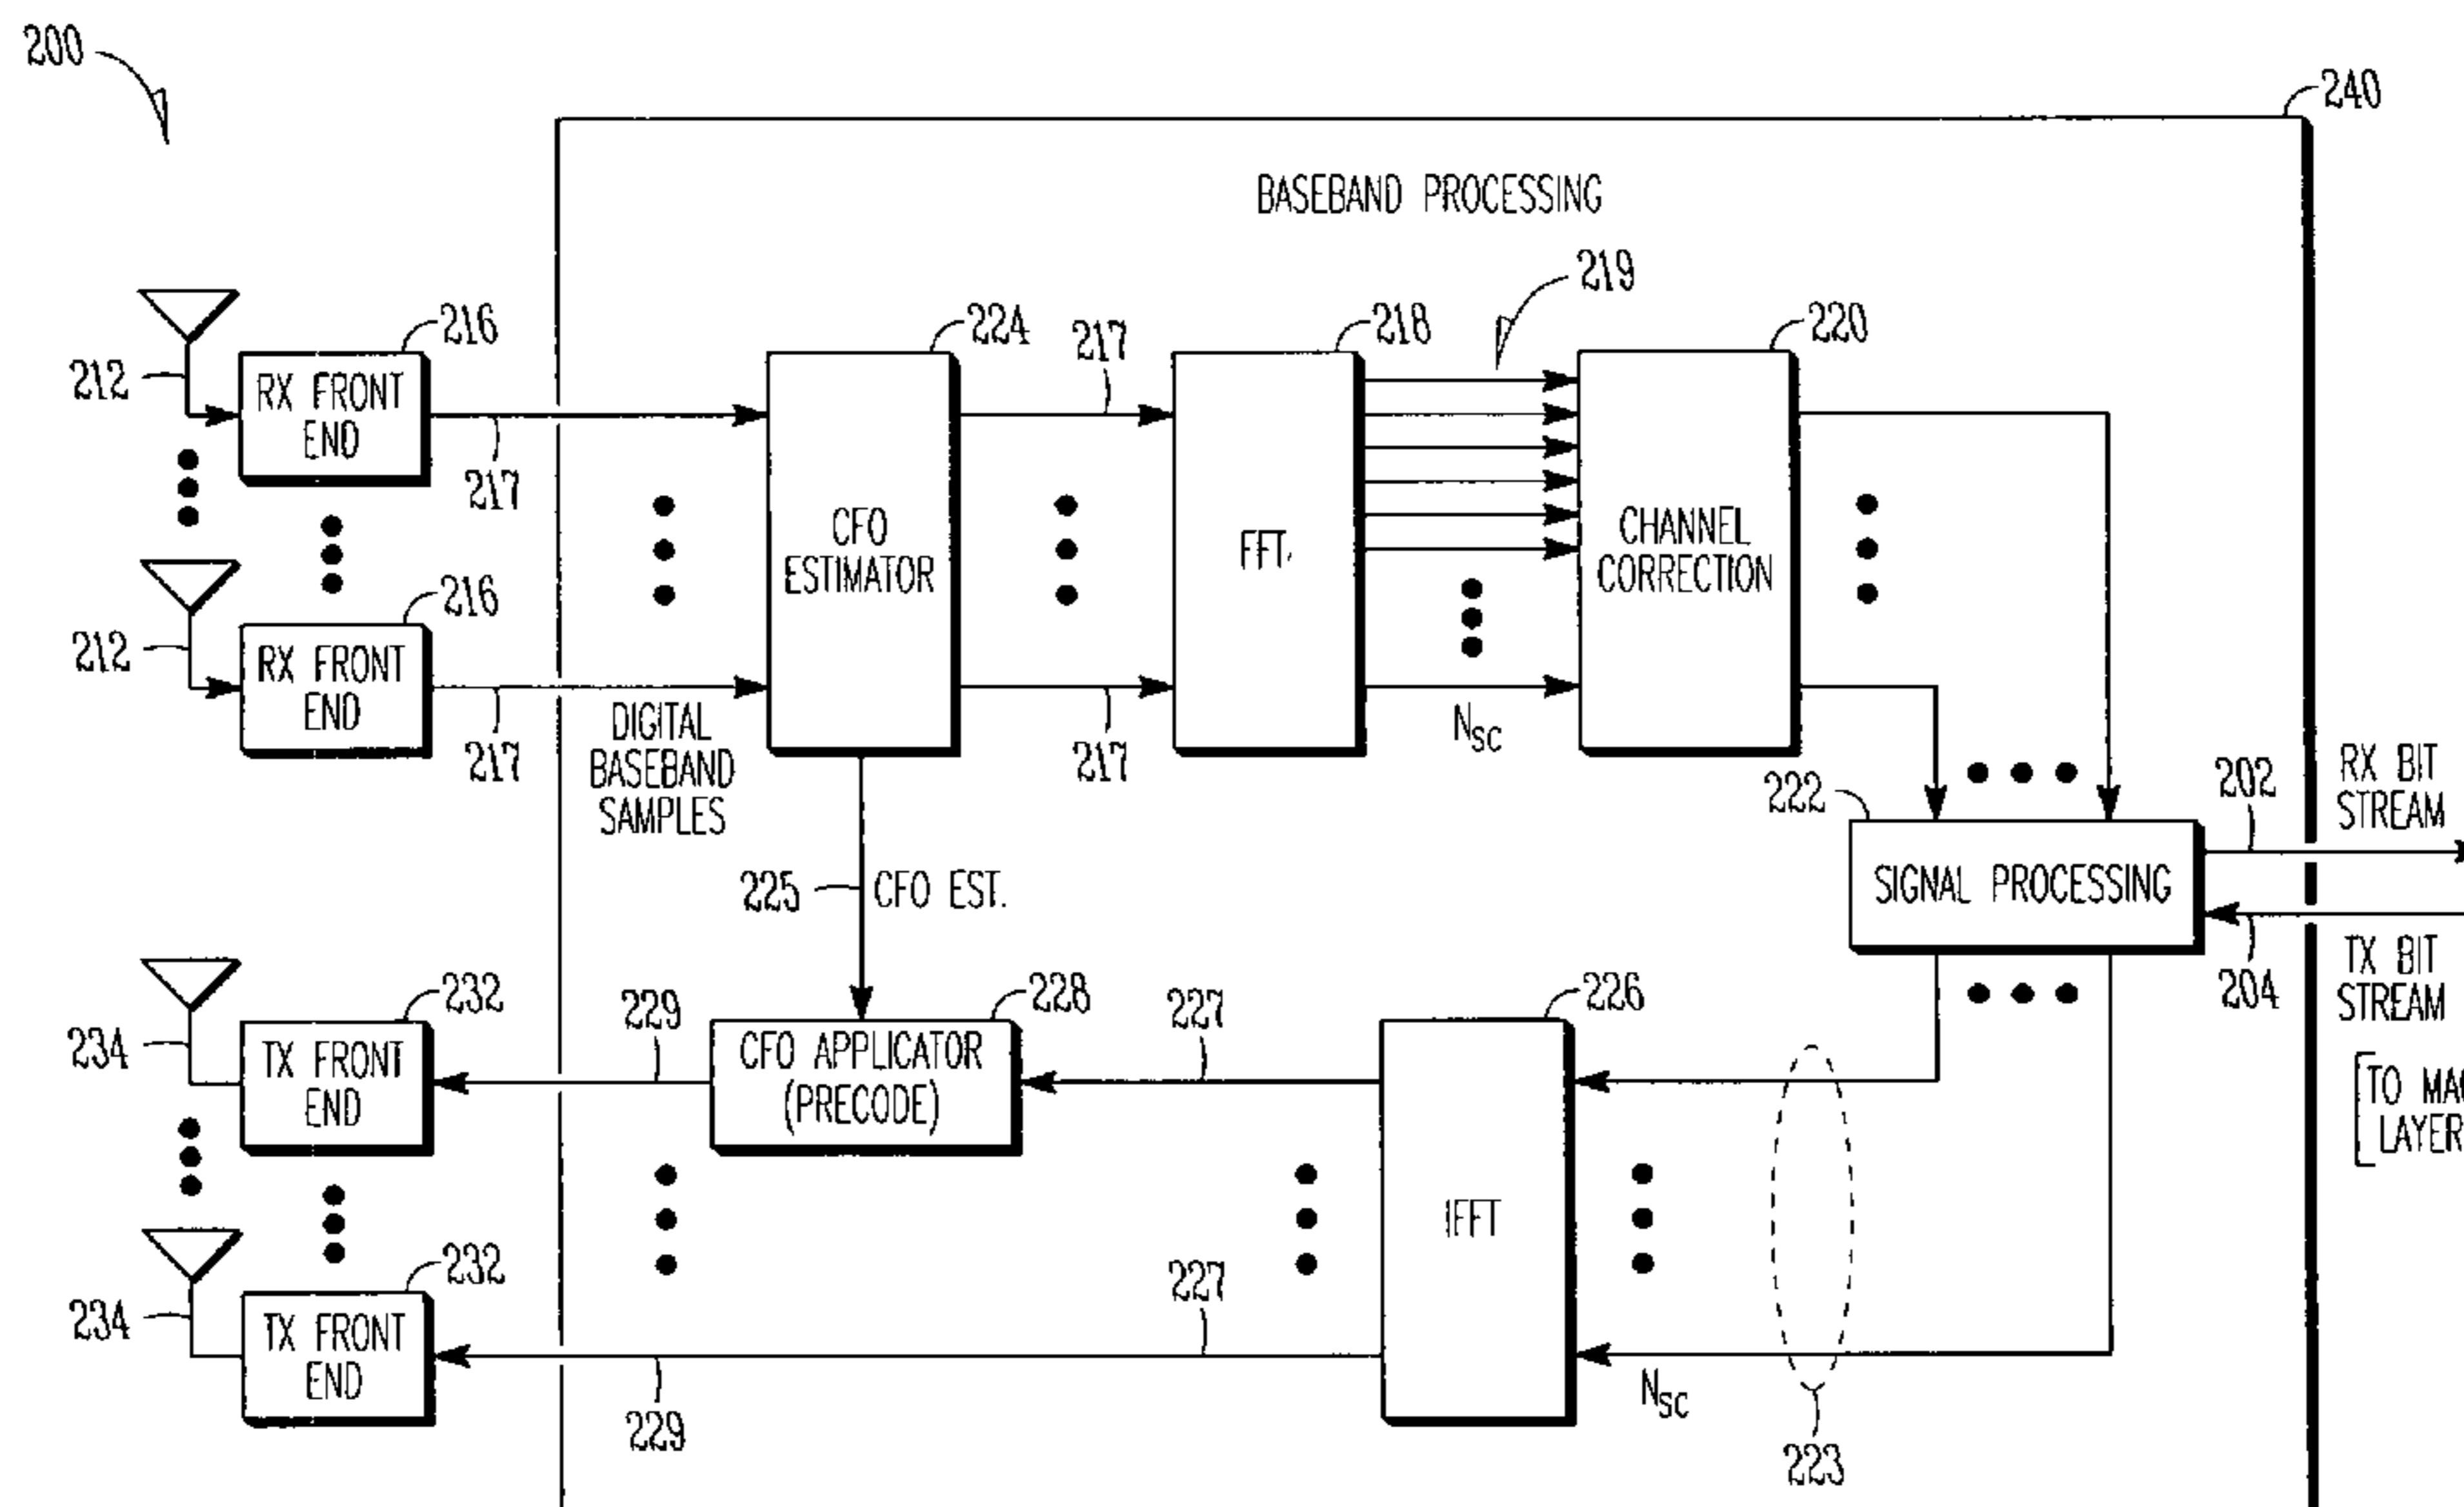 200
240
BASEBAND PROCESSING
219
216
224
217
218
220
212
RX FRONT
END
217
CFO
ESTIMATOR
FFT
CHANNEL
CORRECTION
216
212
RX FRONT
END
217
DIGITAL
BASEBAND
SAMPLES
217
NSC
222
202
RX BIT
STREAM
225
CFO EST.
SIGNAL PROCESSING
204
TX BIT
STREAM
232
229
228
227
226
234
TX FRONT
END
CFO APPLICATOR
(PRECODE)
[TO
LAYER
IFFT
232
227
234
TX FRONT
END
229
NSC
223